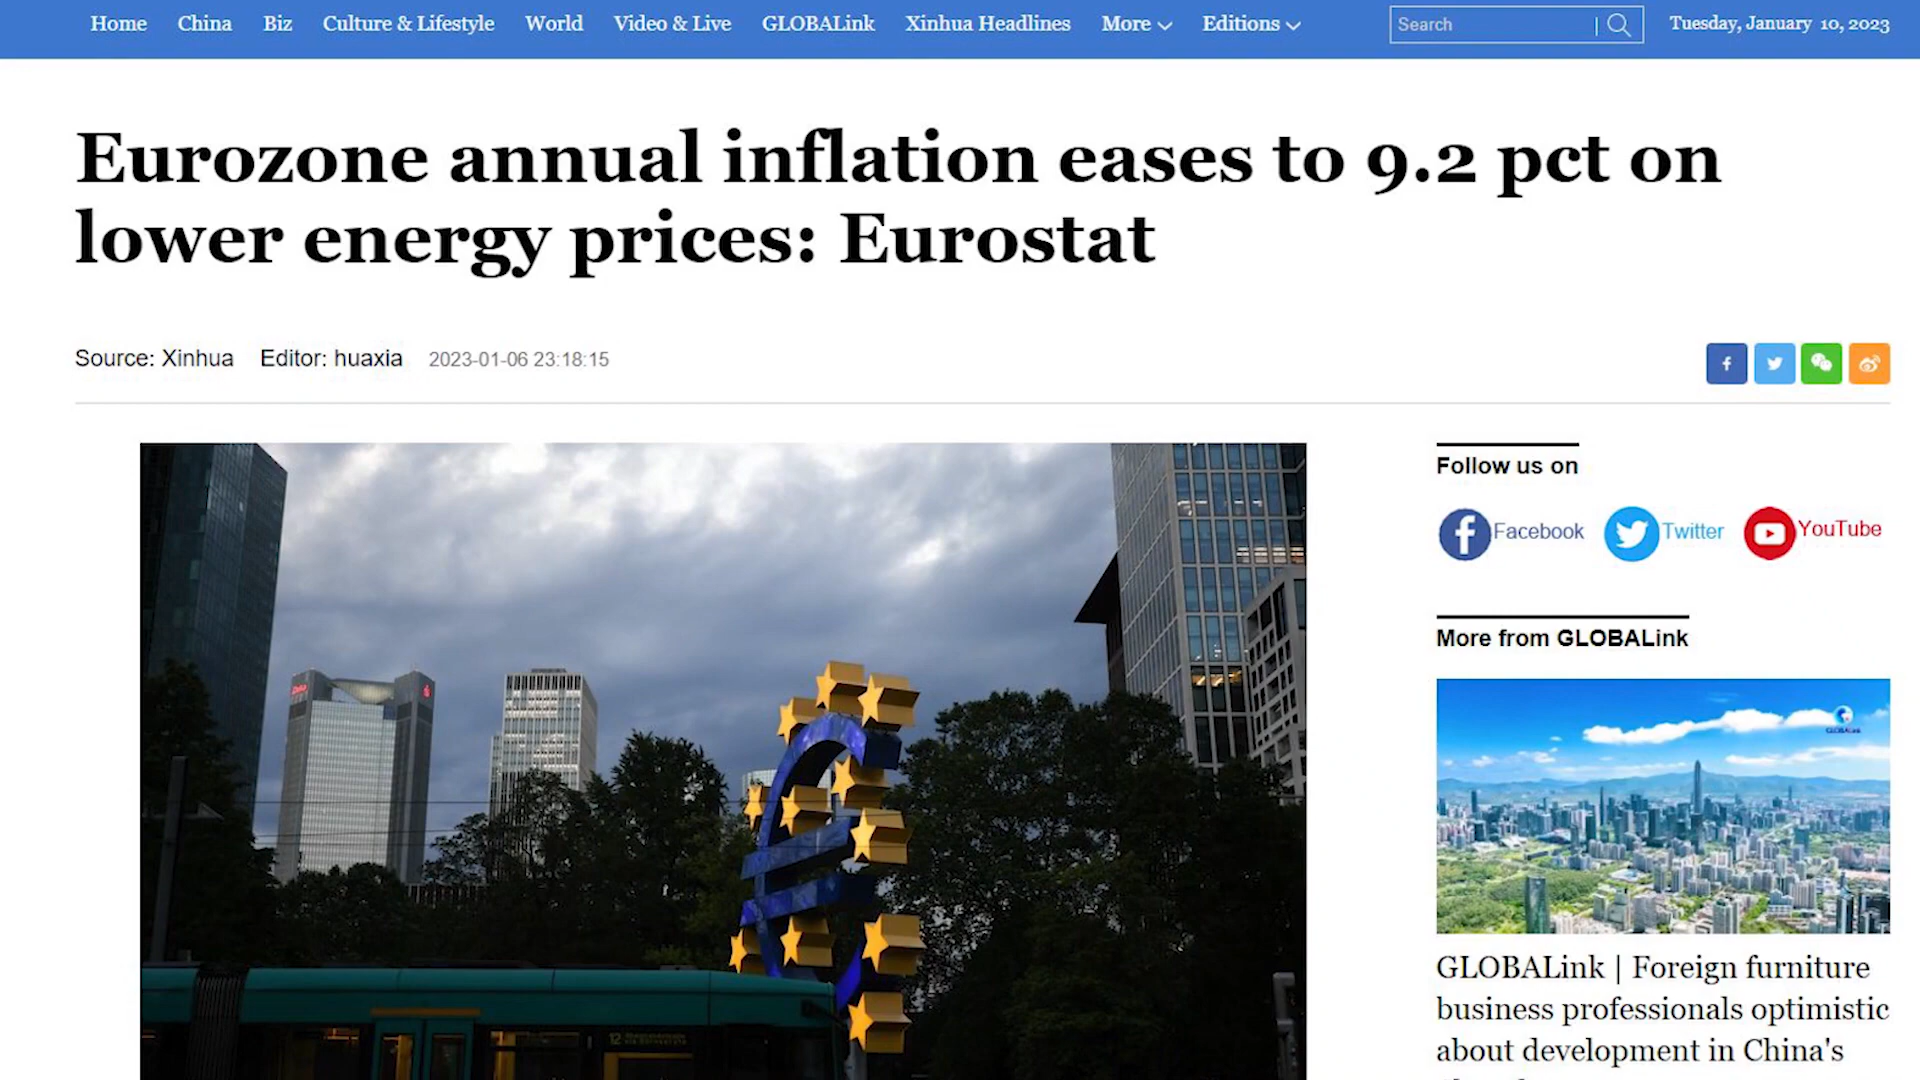 Home China Biz Culture & Lifestyle World Video & Live GLOBALink Xinhua Headlines More Editions Search Tuesday, January 10, 2023
Eurozone annual inflation eases to 9.2 pct on
lower energy prices: Eurostat
Source: Xinhua Editor: huaxia 2023-01-06 23:18:15
Follow us on
Facebook Twitter YouTube
More from GLOBALink
GLOBALink
12
GLOBALink | Foreign furniture
business professionals optimistic
about development in China's